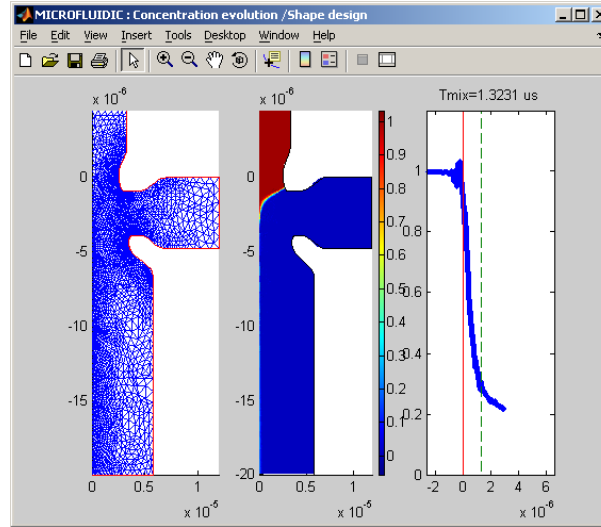 MICROFLUIDIC : Concentration evolution /Shape design
File Edit View Insert Tools Desktop Window Help
x 10^-6
0
-5
-10
-15
0 0.5 1
x 10^-5
x 10^-6
0
-5
-10
-15
-20
0 0.5 1
x 10^-5
1
0.9
0.8
0.7
0.6
0.5
0.4
0.3
0.2
0.1
0
Tmix=1.3231 us
1
0.8
0.6
0.4
0.2
0
-2 0 2 4 6
x 10^-6